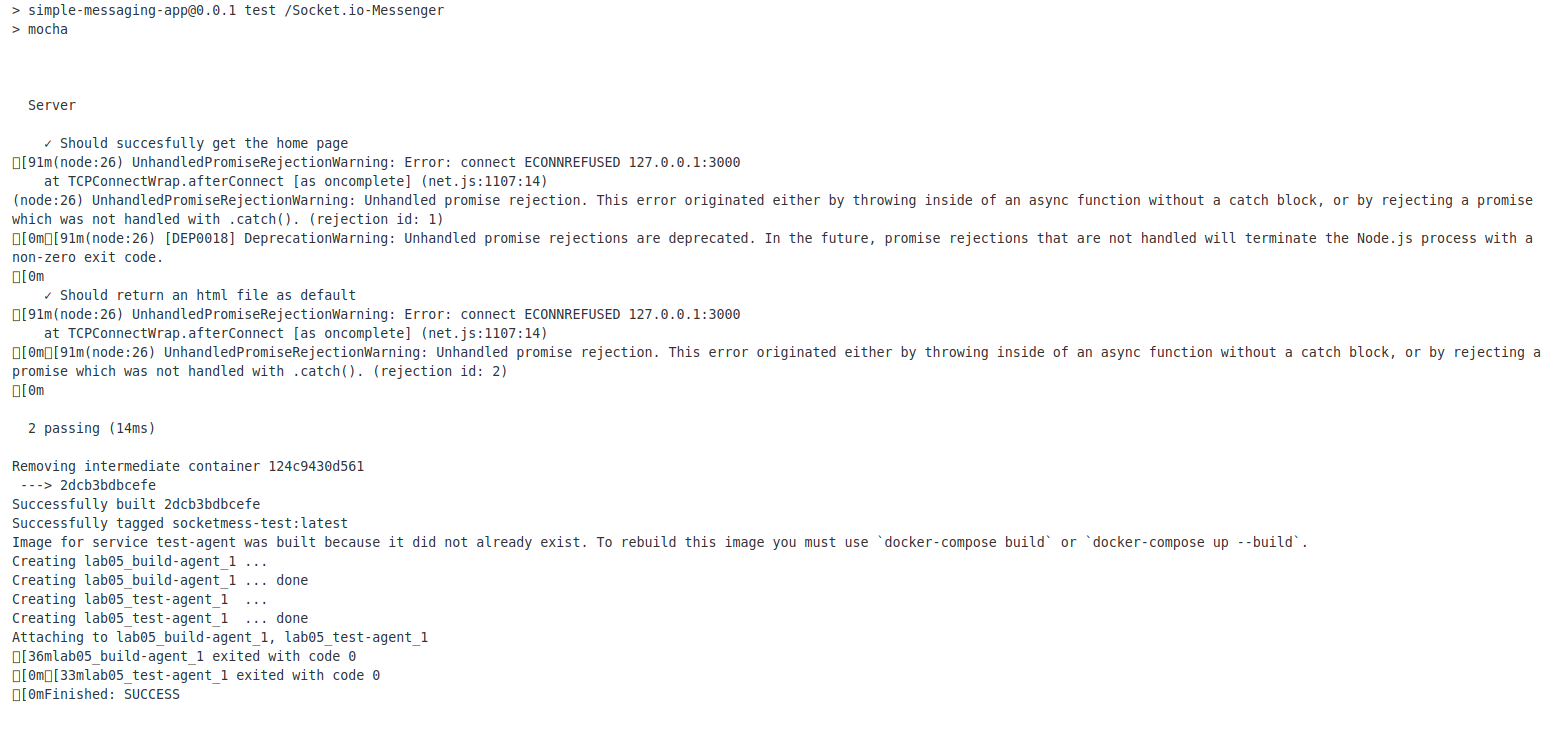 > simple-messaging-app@0.0.1 test /Socket.io-Messenger
> mocha
Server
✓ Should succesfully get the home page
□[91m(node:26) UnhandledPromiseRejectionWarning: Error: connect ECONNREFUSED 127.0.0.1:3000
at TCPConnectWrap.afterConnect [as oncomplete] (net.js:1107:14)
(node:26) UnhandledPromiseRejectionWarning: Unhandled promise rejection. This error originated either by throwing inside of an async function without a catch block, or by rejecting a promise
which was not handled with .catch(). (rejection id: 1)
□[0m□[91m(node:26) [DEP0018] DeprecationWarning: Unhandled promise rejections are deprecated. In the future, promise rejections that are not handled will terminate the Node.js process with a
non-zero exit code.
□[0m
✓ Should return an html file as default
□[91m(node:26) UnhandledPromiseRejectionWarning: Error: connect ECONNREFUSED 127.0.0.1:3000
at TCPConnectWrap.afterConnect [as oncomplete] (net.js:1107:14)
□[0m□[91m(node:26) UnhandledPromiseRejectionWarning: Unhandled promise rejection. This error originated either by throwing inside of an async function without a catch block, or by rejecting a
promise which was not handled with .catch(). (rejection id: 2)
□[0m
2 passing (14ms)
Removing intermediate container 124c9430d561
---> 2dcb3bdbcefe
Successfully built 2dcb3bdbcefe
Successfully tagged socketmess-test:latest
Image for service test-agent was built because it did not already exist. To rebuild this image you must use `docker-compose build` or `docker-compose up --build`.
Creating lab05_build-agent_1 ...
Creating lab05_build-agent_1 ... done
Creating lab05_test-agent_1  ...
Creating lab05_test-agent_1  ... done
Attaching to lab05_build-agent_1, lab05_test-agent_1
□[36mlab05_build-agent_1 exited with code 0
□[0m□[33mlab05_test-agent_1 exited with code 0
□[0mFinished: SUCCESS